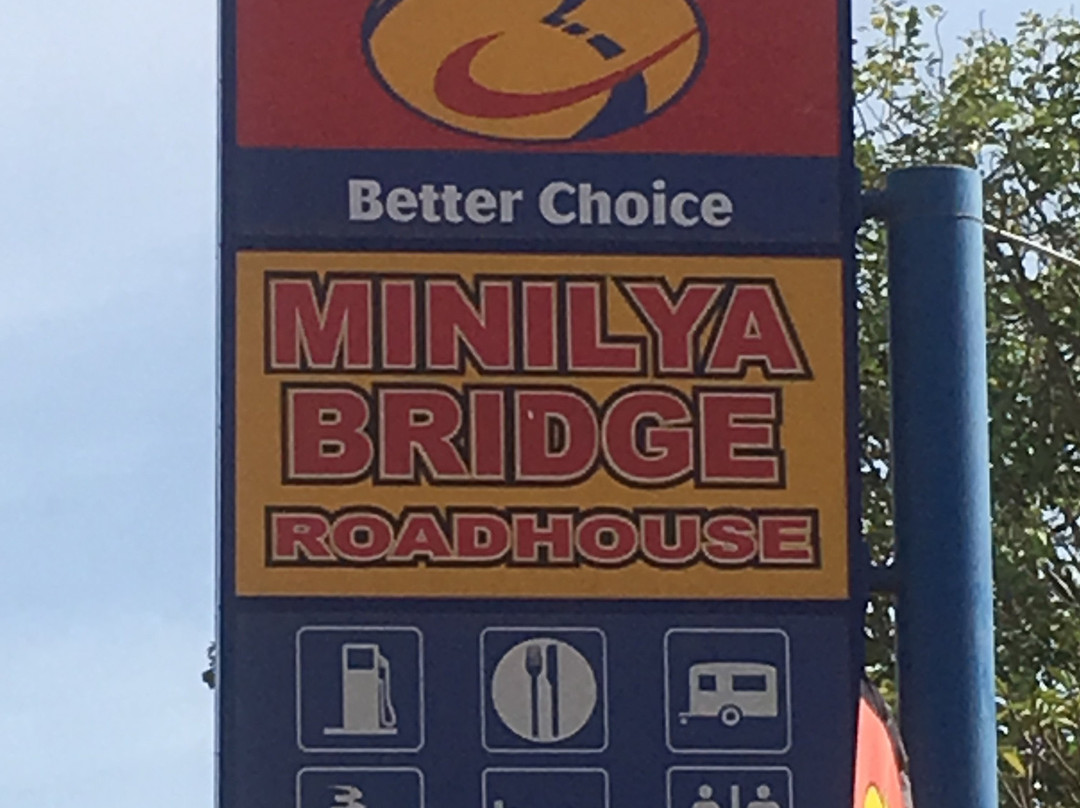 Better Choice
MINILYA
BRIDGE
ROADHOUSE